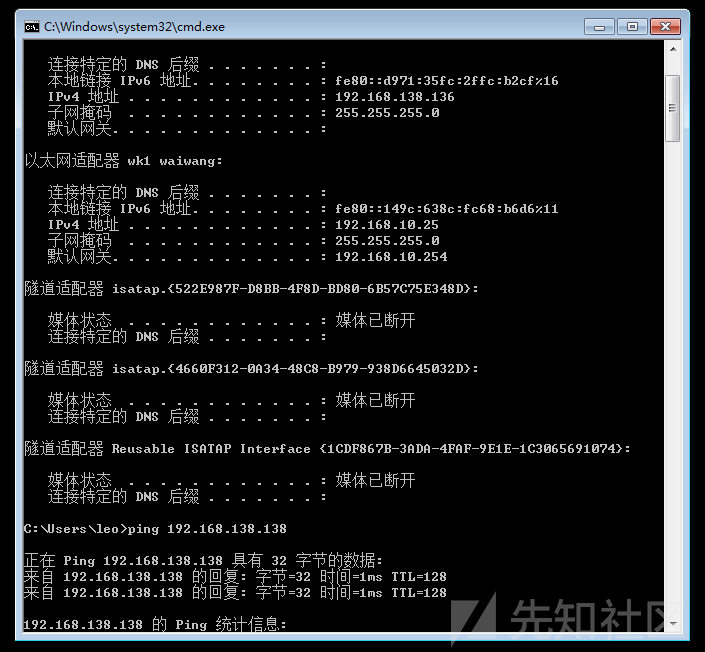 C:\Windows\system32\cmd.exe
连接特定的 DNS 后缀 . . . . . . . :
本地链接 IPv6 地址. . . . . . . . : fe80::d971:35fc:2ffc:b2cf%16
IPv4 地址 . . . . . . . . . . . . : 192.168.138.136
子网掩码  . . . . . . . . . . . . : 255.255.255.0
默认网关. . . . . . . . . . . . . :
以太网适配器 wk1 waiwang:
连接特定的 DNS 后缀 . . . . . . . :
本地链接 IPv6 地址. . . . . . . . : fe80::149c:638c:fc68:b6d6%11
IPv4 地址 . . . . . . . . . . . . : 192.168.10.25
子网掩码  . . . . . . . . . . . . : 255.255.255.0
默认网关. . . . . . . . . . . . . : 192.168.10.254
隧道适配器 isatap.{522E987F-D8BB-4F8D-BD80-6B57C75E348D}:
媒体状态  . . . . . . . . . . . . : 媒体已断开
连接特定的 DNS 后缀 . . . . . . . :
隧道适配器 isatap.{4660F312-0A34-48C8-B979-938D6645032D}:
媒体状态  . . . . . . . . . . . . : 媒体已断开
连接特定的 DNS 后缀 . . . . . . . :
隧道适配器 Reusable ISATAP Interface {1CDF867B-3ADA-4FAF-9E1E-1C3065691074}:
媒体状态  . . . . . . . . . . . . : 媒体已断开
连接特定的 DNS 后缀 . . . . . . . :
C:\Users\leo>ping 192.168.138.138
正在 Ping 192.168.138.138 具有 32 字节的数据:
来自 192.168.138.138 的回复: 字节=32 时间=1ms TTL=128
来自 192.168.138.138 的回复: 字节=32 时间=1ms TTL=128
192.168.138.138 的 Ping 统计信息:
先知社区